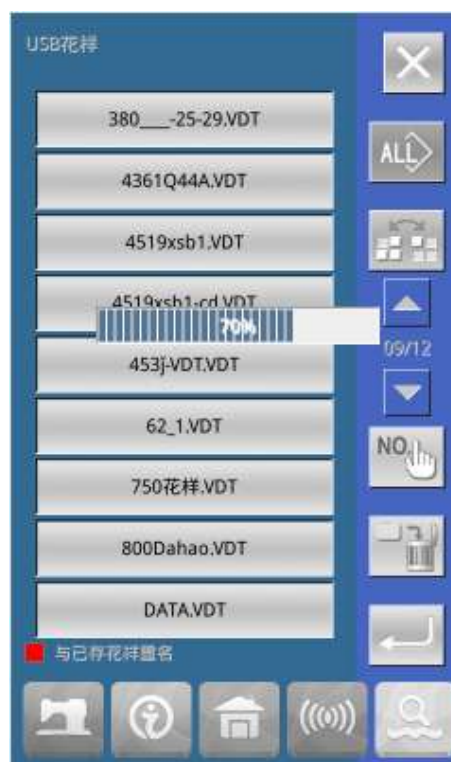 USB花样
380___-25-29.VDT
ALL
4361Q44A.VDT
4519xsb1.VDT
4519xsb1-cd.VDT
70%
09/12
453j-VDT.VDT
62_1.VDT
NO.
750花样.VDT
800Dahao.VDT
DATA.VDT
与已存花样重名